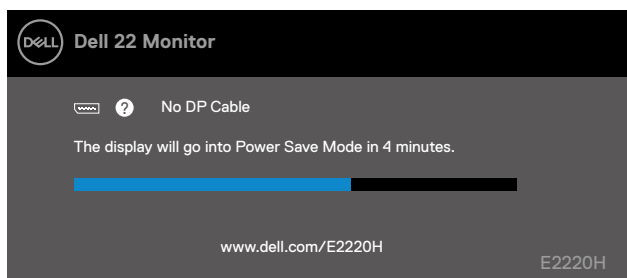 DELL Dell 22 Monitor
? No DP Cable
The display will go into Power Save Mode in 4 minutes.
www.dell.com/E2220H
E2220H